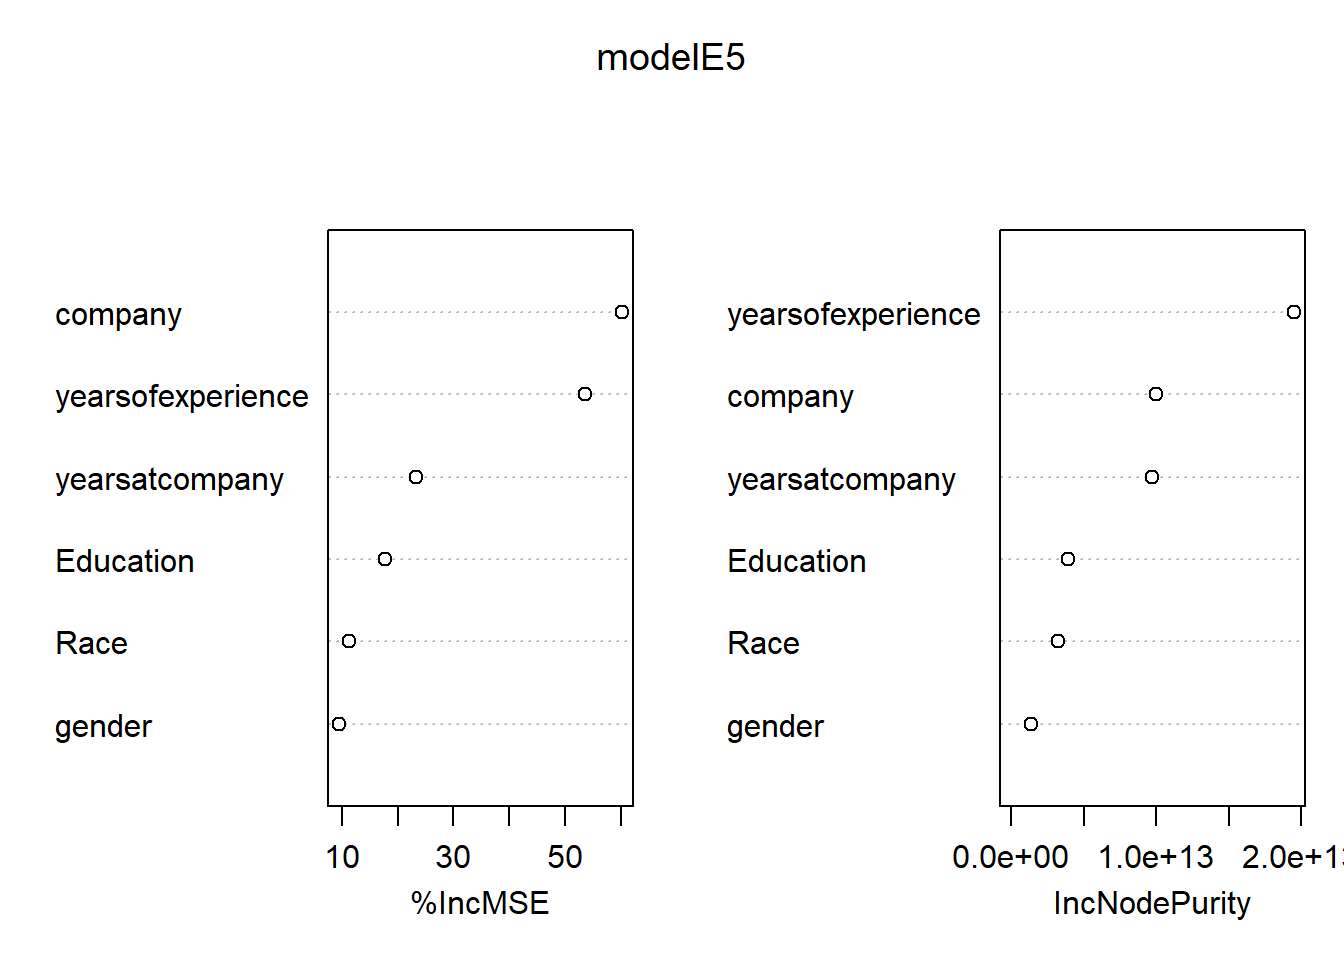 modelE5
company
yearsofexperience
yearsatcompany
Education
Race
gender
10 30 50
%IncMSE
yearsofexperience
company
yearsatcompany
Education
Race
gender
0.0e+00 1.0e+13 2.0e+13
IncNodePurity